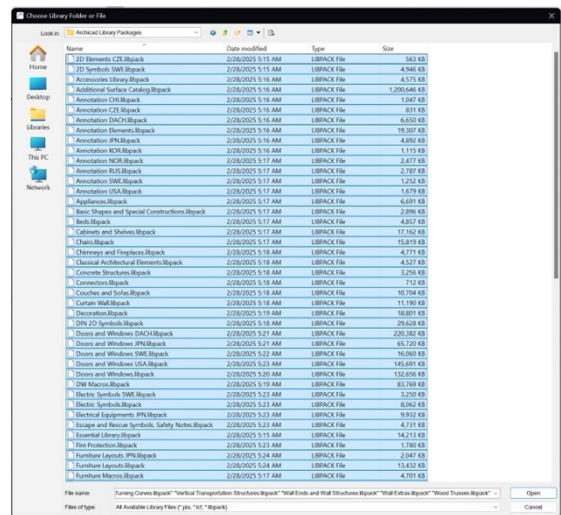 Choose Library Folder or File
Look in: Archicad Library Packages
Home
Desktop
Libraries
This PC
Network
Name Date modified Type Size
2D Elements CZE.libpack 2/28/2025 5:15 AM LIBPACK File 563 KB
2D Symbols SWE.libpack 2/28/2025 5:15 AM LIBPACK File 4,946 KB
Accessories Library.libpack 2/28/2025 5:16 AM LIBPACK File 4,575 KB
Additional Surface Catalog.libpack 2/28/2025 5:16 AM LIBPACK File 1,200,646 KB
Annotation CHI.libpack 2/28/2025 5:16 AM LIBPACK File 1,047 KB
Annotation CZE.libpack 2/28/2025 5:16 AM LIBPACK File 831 KB
Annotation DACH.libpack 2/28/2025 5:16 AM LIBPACK File 6,650 KB
Annotation Elements.libpack 2/28/2025 5:16 AM LIBPACK File 19,307 KB
Annotation JPN.libpack 2/28/2025 5:16 AM LIBPACK File 4,892 KB
Annotation KOR.libpack 2/28/2025 5:16 AM LIBPACK File 1,115 KB
Annotation NOR.libpack 2/28/2025 5:17 AM LIBPACK File 2,477 KB
Annotation RUS.libpack 2/28/2025 5:17 AM LIBPACK File 2,787 KB
Annotation SWE.libpack 2/28/2025 5:17 AM LIBPACK File 1,252 KB
Annotation USA.libpack 2/28/2025 5:17 AM LIBPACK File 1,679 KB
Appliances.libpack 2/28/2025 5:17 AM LIBPACK File 6,691 KB
Basic Shapes and Special Constructions.libpack 2/28/2025 5:17 AM LIBPACK File 2,896 KB
Beds.libpack 2/28/2025 5:17 AM LIBPACK File 4,857 KB
Cabinets and Shelves.libpack 2/28/2025 5:17 AM LIBPACK File 17,162 KB
Chairs.libpack 2/28/2025 5:17 AM LIBPACK File 15,819 KB
Chimneys and Fireplaces.libpack 2/28/2025 5:18 AM LIBPACK File 4,771 KB
Classical Architectural Elements.libpack 2/28/2025 5:18 AM LIBPACK File 4,527 KB
Concrete Structures.libpack 2/28/2025 5:18 AM LIBPACK File 3,256 KB
Connectors.libpack 2/28/2025 5:18 AM LIBPACK File 712 KB
Couches and Sofas.libpack 2/28/2025 5:18 AM LIBPACK File 10,704 KB
Curtain Wall.libpack 2/28/2025 5:18 AM LIBPACK File 11,190 KB
Decoration.libpack 2/28/2025 5:19 AM LIBPACK File 18,801 KB
DIN 2D Symbols.libpack 2/28/2025 5:18 AM LIBPACK File 29,628 KB
Doors and Windows DACH.libpack 2/28/2025 5:21 AM LIBPACK File 220,382 KB
Doors and Windows JPN.libpack 2/28/2025 5:21 AM LIBPACK File 65,720 KB
Doors and Windows SWE.libpack 2/28/2025 5:22 AM LIBPACK File 16,060 KB
Doors and Windows USA.libpack 2/28/2025 5:23 AM LIBPACK File 145,691 KB
Doors and Windows.libpack 2/28/2025 5:20 AM LIBPACK File 132,656 KB
DW Macros.libpack 2/28/2025 5:19 AM LIBPACK File 83,769 KB
Electric Symbols SWE.libpack 2/28/2025 5:23 AM LIBPACK File 3,250 KB
Electric Symbols.libpack 2/28/2025 5:23 AM LIBPACK File 8,062 KB
Electrical Equipments JPN.libpack 2/28/2025 5:23 AM LIBPACK File 9,932 KB
Escape and Rescue Symbols, Safety Notes.libpack 2/28/2025 5:23 AM LIBPACK File 4,731 KB
Essential Library.libpack 2/28/2025 5:15 AM LIBPACK File 14,213 KB
Fire Protection.libpack 2/28/2025 5:23 AM LIBPACK File 1,780 KB
Furniture Layouts JPN.libpack 2/28/2025 5:24 AM LIBPACK File 2,047 KB
Furniture Layouts.libpack 2/28/2025 5:24 AM LIBPACK File 13,432 KB
Furniture Macros.libpack 2/28/2025 5:17 AM LIBPACK File 4,701 KB
File name: Turning Curves.libpack" "Vertical Transportation Structures.libpack" "Wall Ends and Wall Structures.libpack" "Wall Extras.libpack" "Wood Trusses.libpack" Open
Files of type: All Available Library Files (*.pla, *.lcf, *.libpack) Cancel